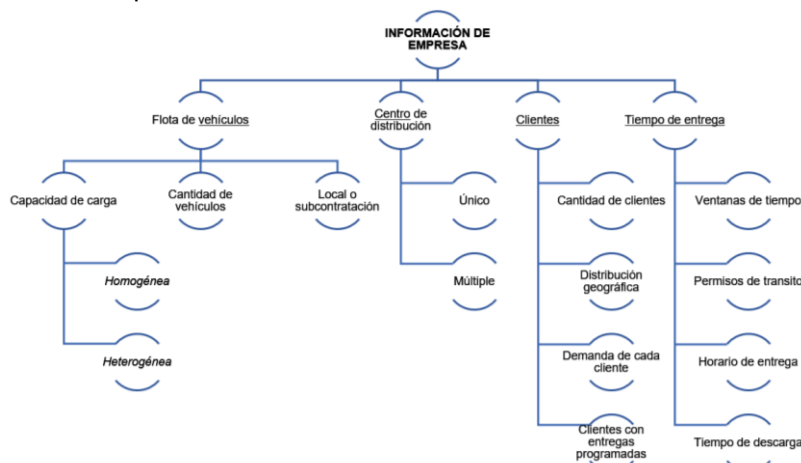 INFORMACIÓN DE
EMPRESA
Flota de vehículos
Centro de
distribución
Clientes
Tiempo de entrega
Capacidad de carga
Cantidad de
vehículos
Local o
subcontratación
Único
Cantidad de clientes
Ventanas de tiempo
Homogénea
Múltiple
Distribución
geográfica
Permisos de transito
Heterogénea
Demanda de cada
cliente
Horario de entrega
Clientes con
entregas
programadas
Tiempo de descarga